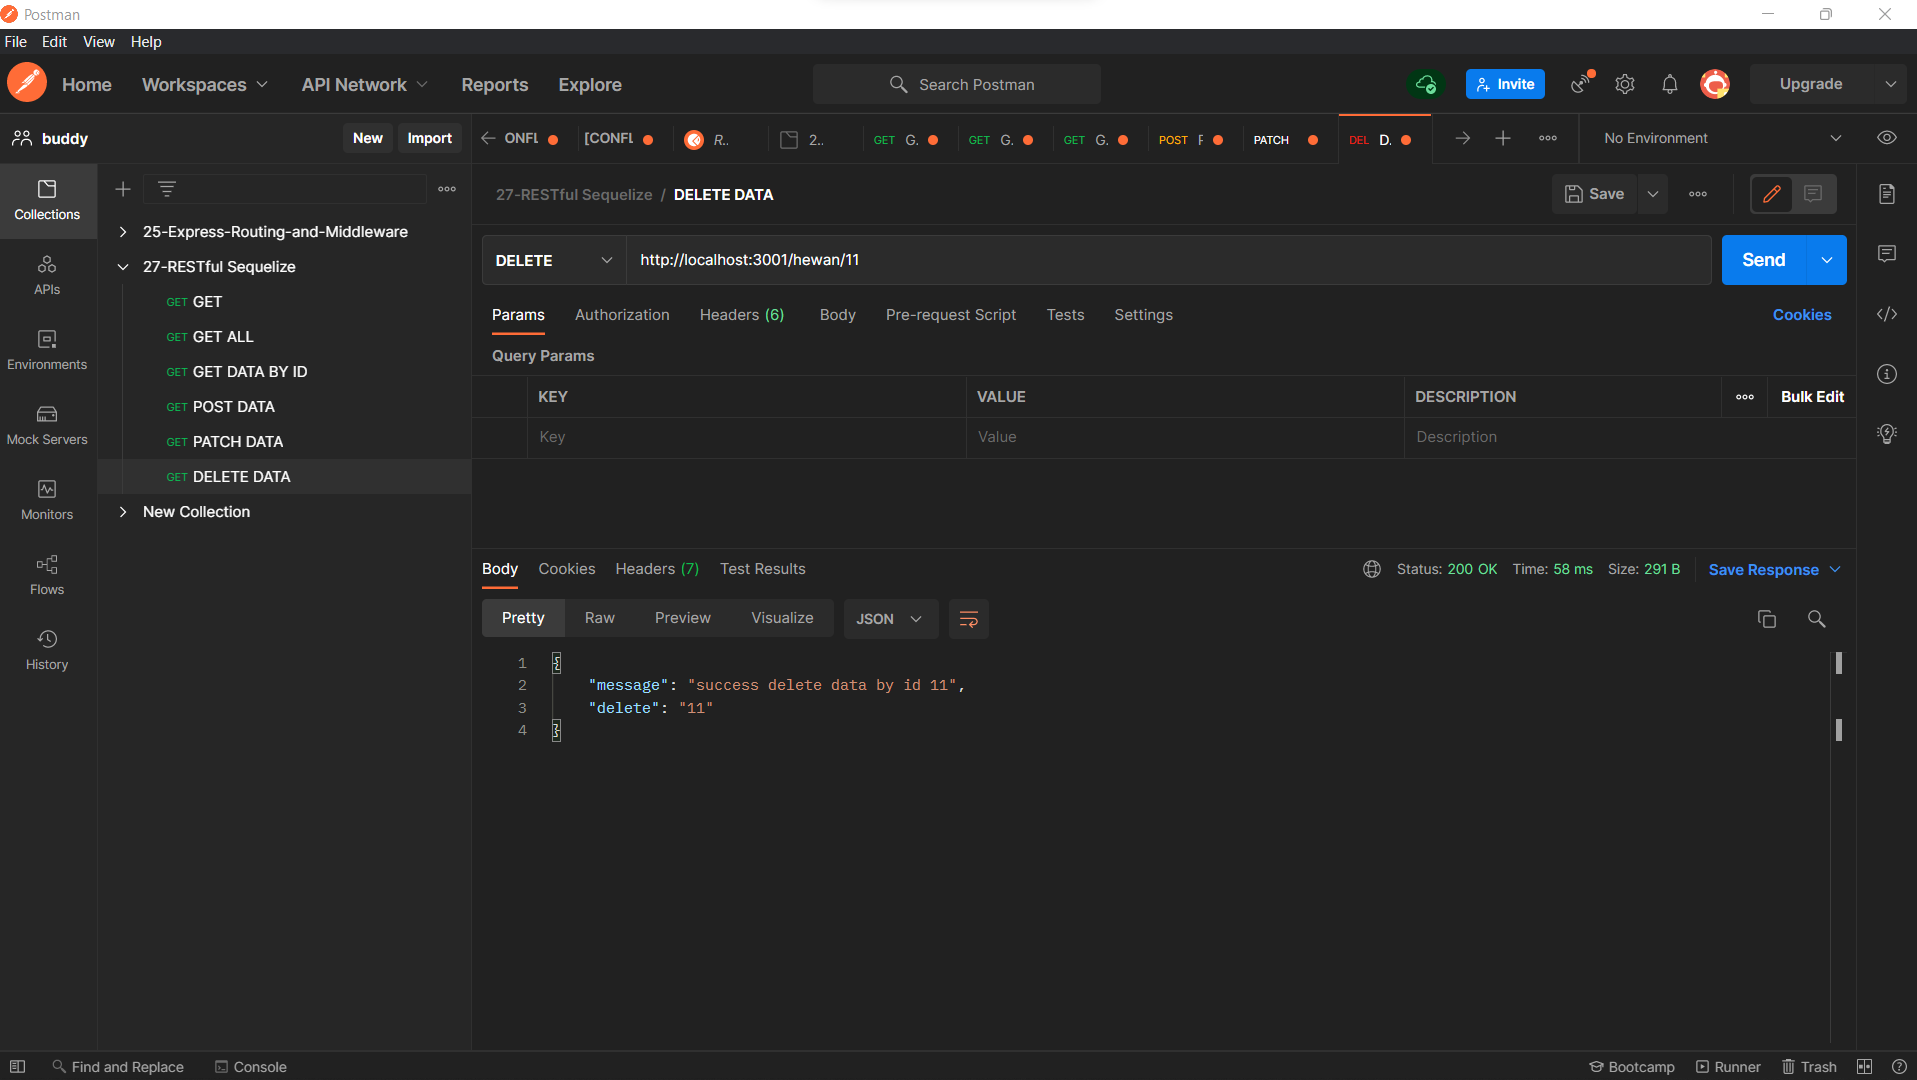 Postman
File Edit View Help
Home Workspaces API Network Reports Explore Search Postman Invite Upgrade
buddy New Import ONFL [CONFL R.. 2.. GET G. GET G. GET G. POST F PATCH DEL D. No Environment
27-RESTful Sequelize / DELETE DATA Save
Collections
25-Express-Routing-and-Middleware
27-RESTful Sequelize
GET GET
GET GET ALL
GET GET DATA BY ID
GET POST DATA
GET PATCH DATA
GET DELETE DATA
New Collection
APIs
Environments
Mock Servers
Monitors
Flows
History
DELETE http://localhost:3001/hewan/11 Send
Params Authorization Headers (6) Body Pre-request Script Tests Settings Cookies
Query Params
KEY VALUE DESCRIPTION Bulk Edit
Key Value Description
Body Cookies Headers (7) Test Results Status: 200 OK Time: 58 ms Size: 291 B Save Response
Pretty Raw Preview Visualize JSON
1 {
2 "message": "success delete data by id 11",
3 "delete": "11"
4 }
Find and Replace Console Bootcamp Runner Trash